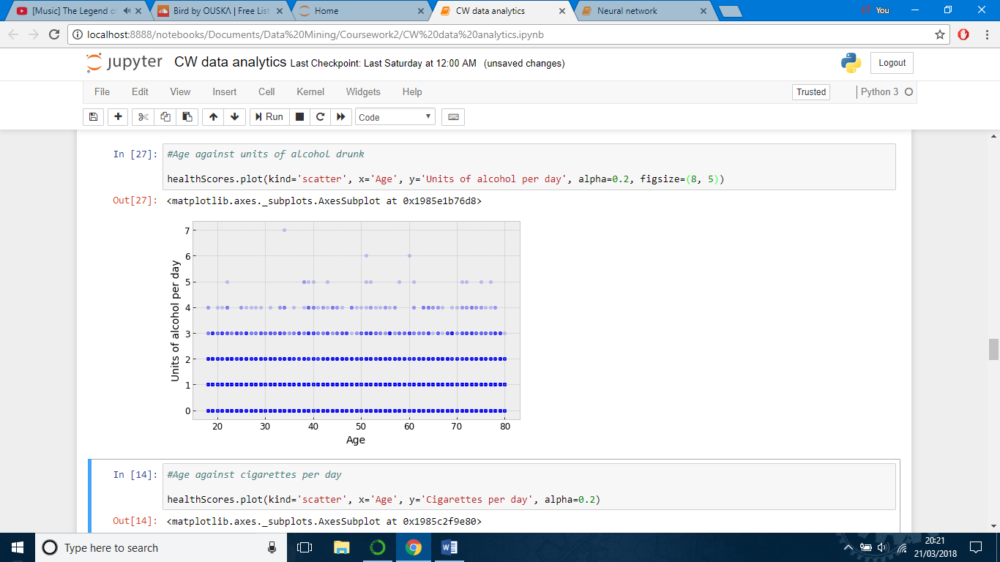 [Music] The Legend o
Bird by OUSKΛ | Free List
Home
CW data analytics
Neural network
You
localhost:8888/notebooks/Documents/Data%20Mining/Coursework2/CW%20data%20analytics.ipynb
jupyter CW data analytics Last Checkpoint: Last Saturday at 12:00 AM (unsaved changes)
Logout
File Edit View Insert Cell Kernel Widgets Help
Trusted
Python 3
Run
Code
In [27]: #Age against units of alcohol drunk
healthScores.plot(kind='scatter', x='Age', y='Units of alcohol per day', alpha=0.2, figsize=(8, 5))
Out[27]: <matplotlib.axes._subplots.AxesSubplot at 0x1985e1b76d8>
7
6
5
4
3
2
1
0
Units of alcohol per day
20 30 40 50 60 70 80
Age
In [14]: #Age against cigarettes per day
healthScores.plot(kind='scatter', x='Age', y='Cigarettes per day', alpha=0.2)
Out[14]: <matplotlib.axes._subplots.AxesSubplot at 0x1985c2f9e80>
Type here to search
20:21
21/03/2018